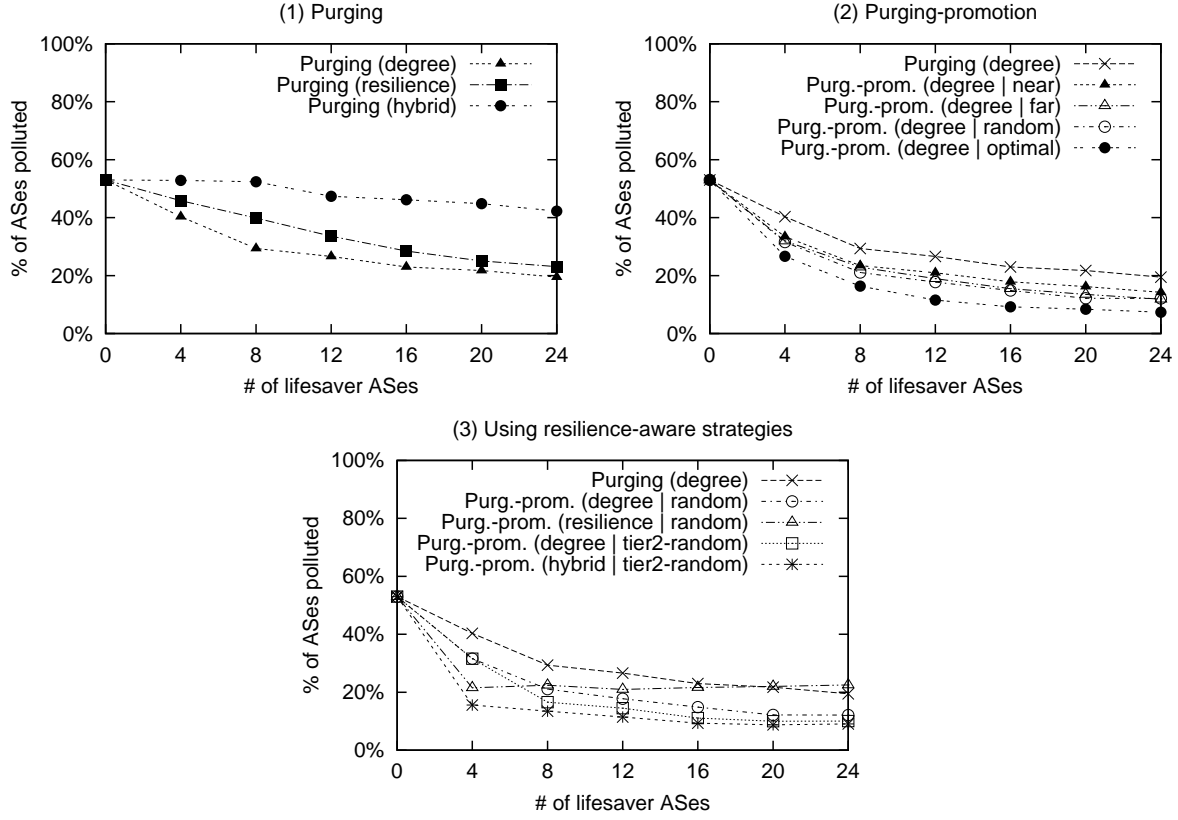 (1) Purging
100%
80%
60%
40%
20%
0%
% of ASes polluted
Purging (degree)
Purging (resilience)
Purging (hybrid)
0 4 8 12 16 20 24
# of lifesaver ASes
(2) Purging-promotion
100%
80%
60%
40%
20%
0%
% of ASes polluted
Purging (degree)
Purg.-prom. (degree | near)
Purg.-prom. (degree | far)
Purg.-prom. (degree | random)
Purg.-prom. (degree | optimal)
0 4 8 12 16 20 24
# of lifesaver ASes
(3) Using resilience-aware strategies
100%
80%
60%
40%
20%
0%
% of ASes polluted
Purging (degree)
Purg.-prom. (degree | random)
Purg.-prom. (resilience | random)
Purg.-prom. (degree | tier2-random)
Purg.-prom. (hybrid | tier2-random)
0 4 8 12 16 20 24
# of lifesaver ASes